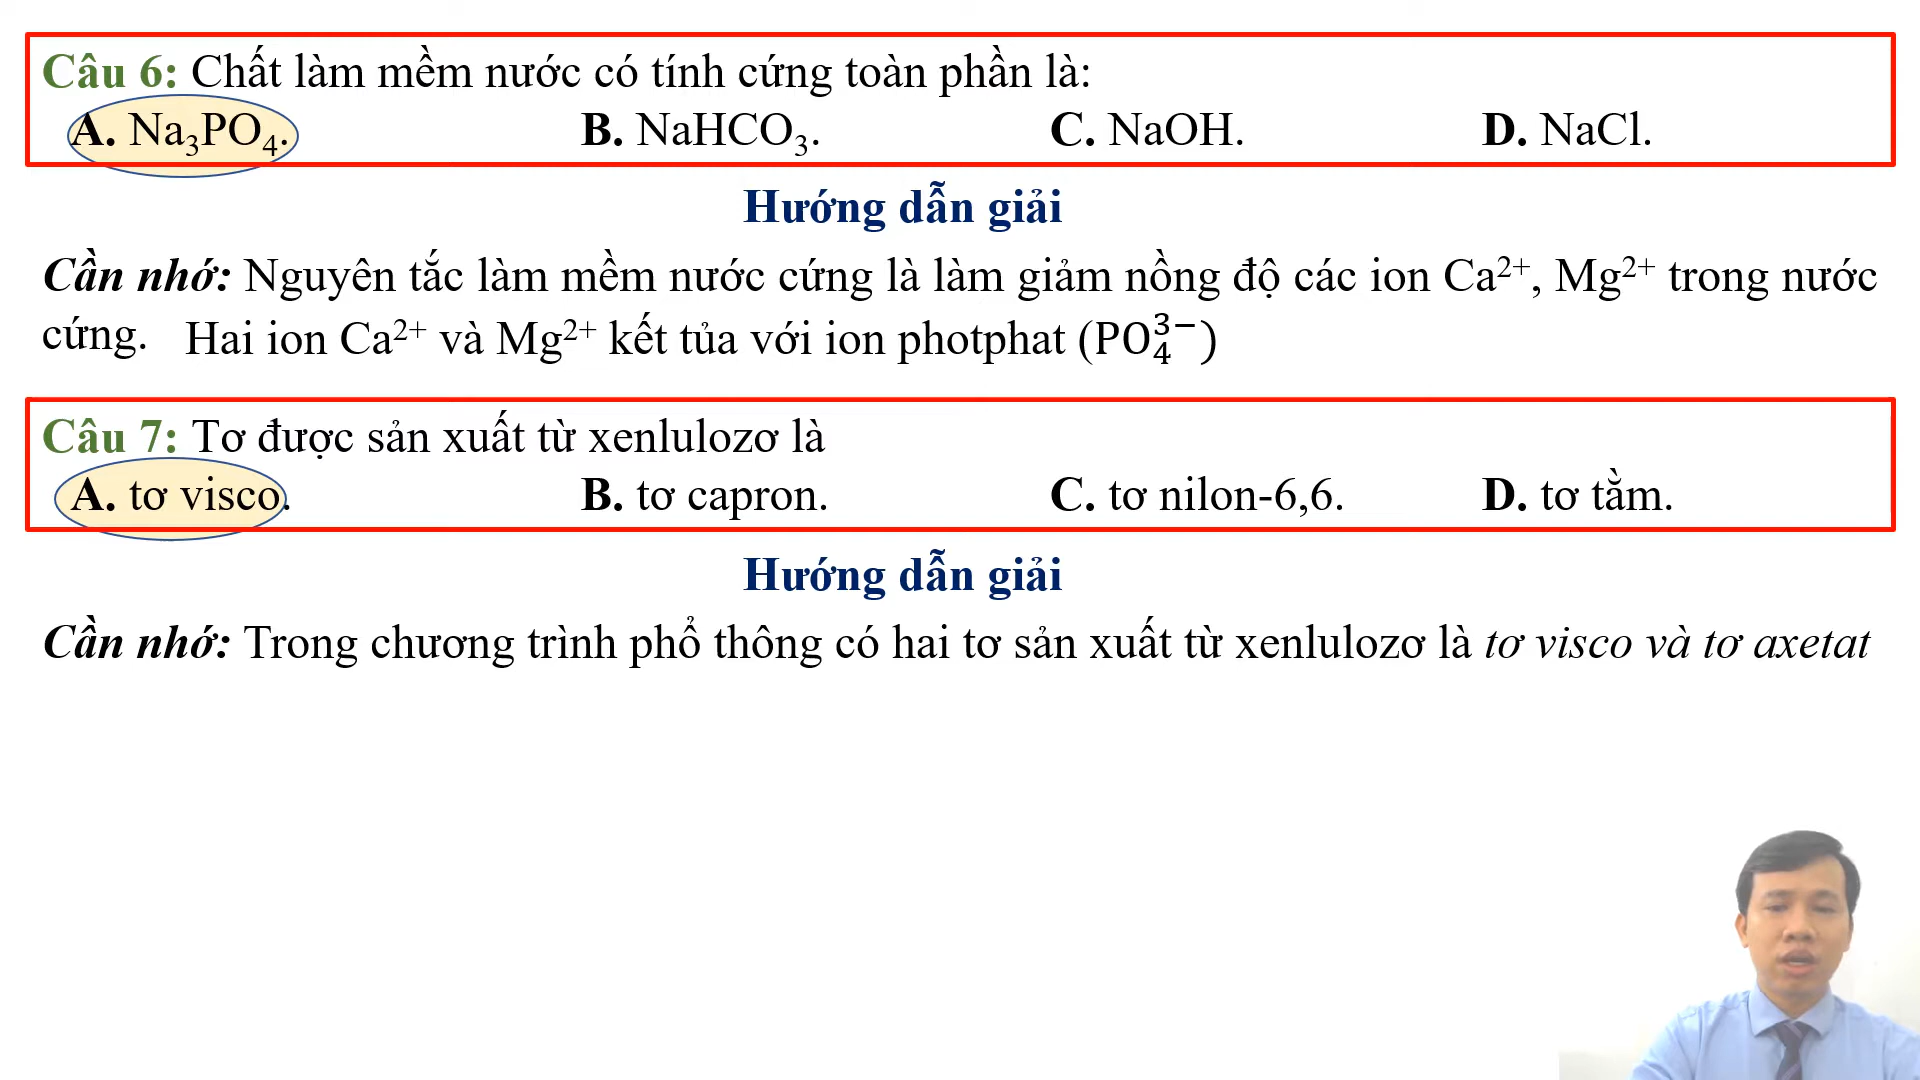 Câu 6: Chất làm mềm nước có tính cứng toàn phần là:
A. Na₃PO₄. B. NaHCO₃. C. NaOH. D. NaCl.
Hướng dẫn giải
Cần nhớ: Nguyên tắc làm mềm nước cứng là làm giảm nồng độ các ion Ca²⁺, Mg²⁺ trong nước
cứng. Hai ion Ca²⁺ và Mg²⁺ kết tủa với ion photphat (PO₄³⁻)
Câu 7: Tơ được sản xuất từ xenlulozơ là
A. tơ visco. B. tơ capron. C. tơ nilon-6,6. D. tơ tằm.
Hướng dẫn giải
Cần nhớ: Trong chương trình phổ thông có hai tơ sản xuất từ xenlulozơ là tơ visco và tơ axetat